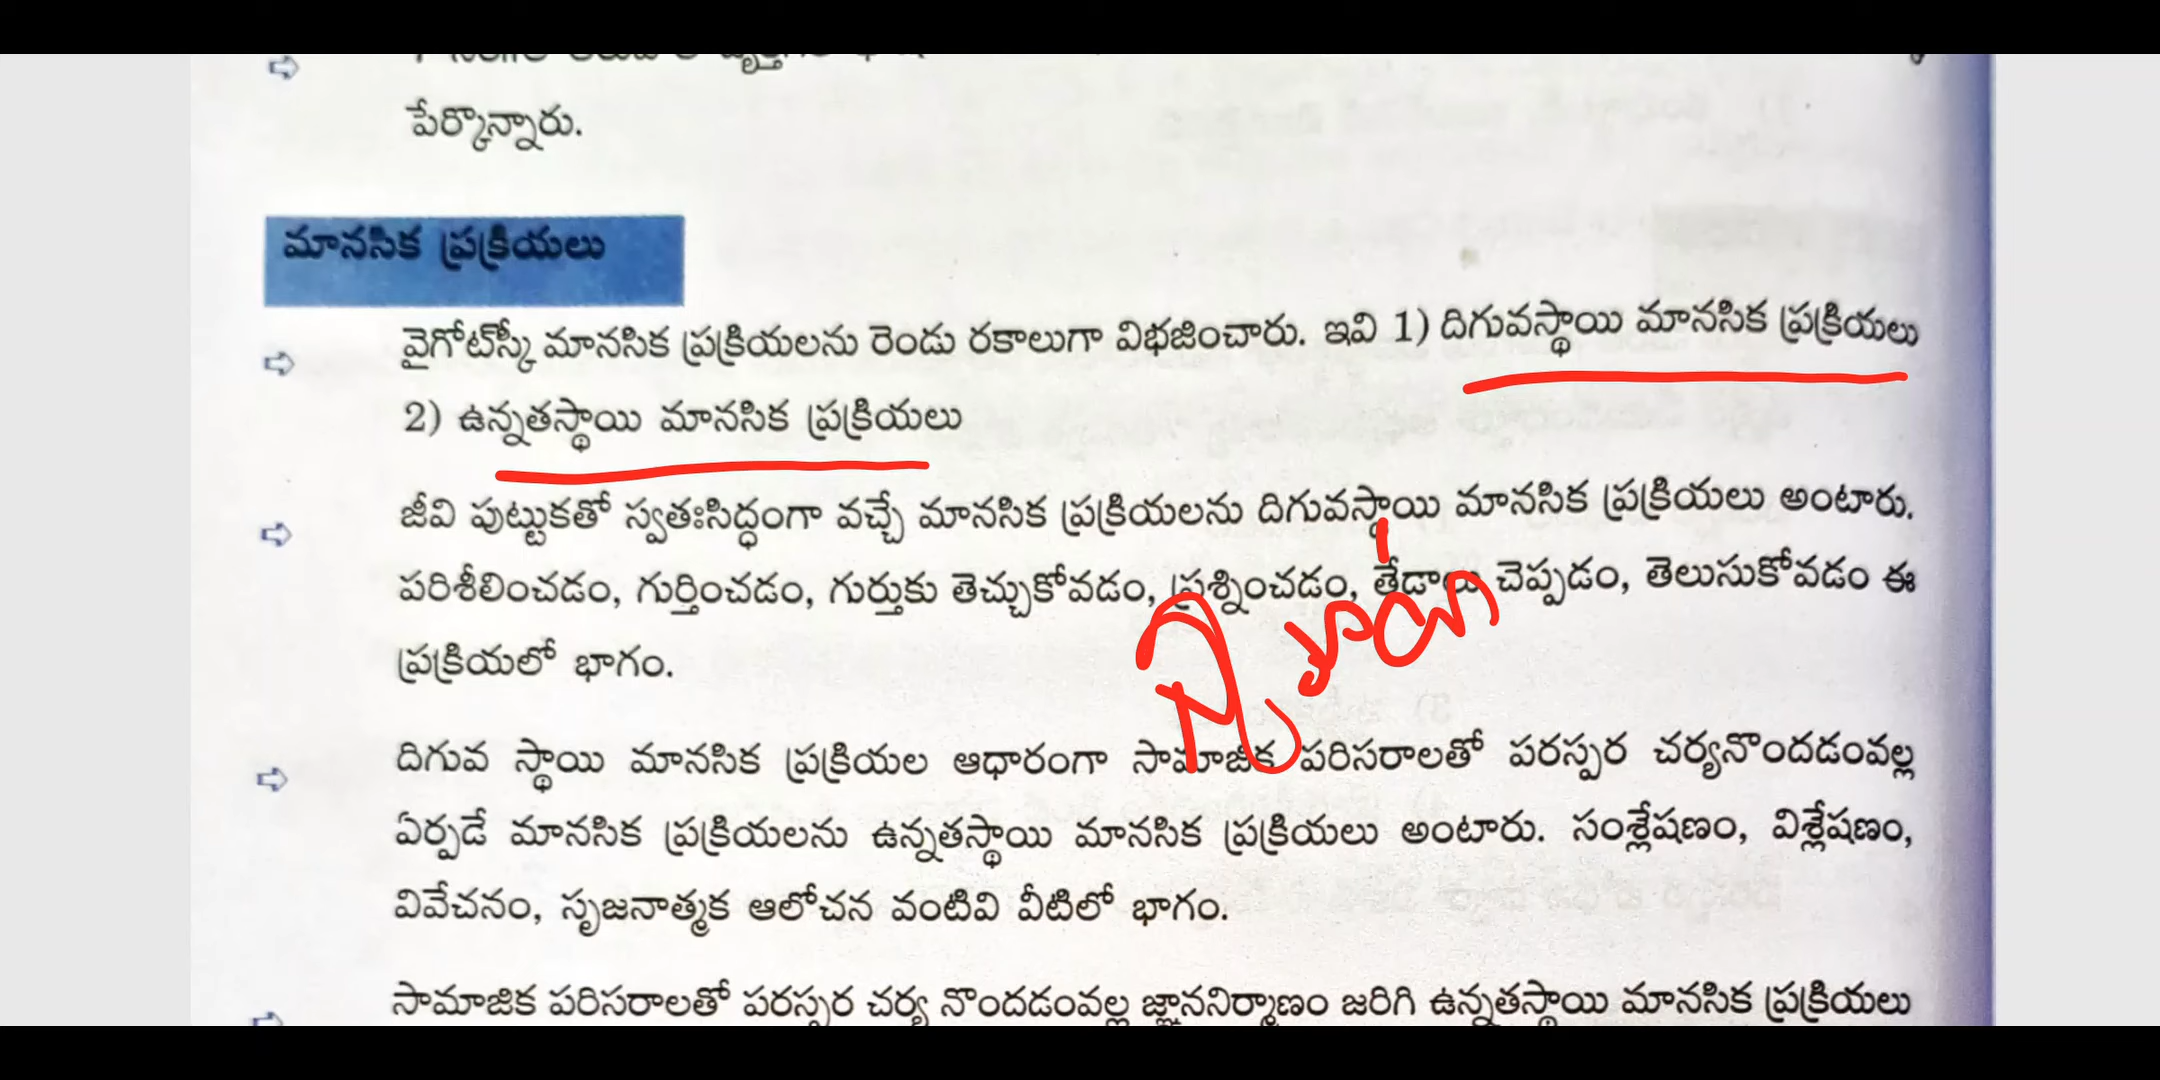 పేర్కొన్నారు.
మానసిక ప్రక్రియలు
వైగోట్‌స్కీ మానసిక ప్రక్రియలను రెండు రకాలుగా విభజించారు. ఇవి 1) దిగువస్థాయి మానసిక ప్రక్రియలు
2) ఉన్నతస్థాయి మానసిక ప్రక్రియలు
జీవి పుట్టుకతో స్వతఃసిద్ధంగా వచ్చే మానసిక ప్రక్రియలను దిగువస్థాయి మానసిక ప్రక్రియలు అంటారు.
పరిశీలించడం, గుర్తించడం, గుర్తుకు తెచ్చుకోవడం, ప్రశ్నించడం, తేడాలు చెప్పడం, తెలుసుకోవడం ఈ
ప్రక్రియలో భాగం.
దిగువ స్థాయి మానసిక ప్రక్రియల ఆధారంగా సామాజిక పరిసరాలతో పరస్పర చర్యనొందడంవల్ల
ఏర్పడే మానసిక ప్రక్రియలను ఉన్నతస్థాయి మానసిక ప్రక్రియలు అంటారు. సంశ్లేషణం, విశ్లేషణం,
వివేచనం, సృజనాత్మక ఆలోచన వంటివి వీటిలో భాగం.
సామాజిక పరిసరాలతో పరస్పర చర్య నొందడంవల్ల జ్ఞాననిర్మాణం జరిగి ఉన్నతస్థాయి మానసిక ప్రక్రియలు